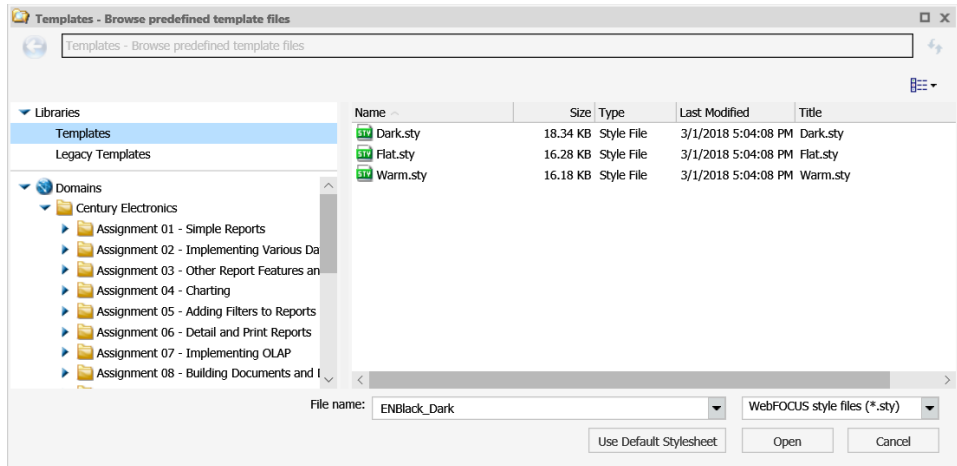 Templates - Browse predefined template files
Templates - Browse predefined template files
Libraries
Templates
Legacy Templates
Domains
Century Electronics
Assignment 01 - Simple Reports
Assignment 02 - Implementing Various Da
Assignment 03 - Other Report Features an
Assignment 04 - Charting
Assignment 05 - Adding Filters to Reports
Assignment 06 - Detail and Print Reports
Assignment 07 - Implementing OLAP
Assignment 08 - Building Documents and
Name Size Type Last Modified Title
STY Dark.sty 18.34 KB Style File 3/1/2018 5:04:08 PM Dark.sty
STY Flat.sty 16.28 KB Style File 3/1/2018 5:04:08 PM Flat.sty
STY Warm.sty 16.18 KB Style File 3/1/2018 5:04:08 PM Warm.sty
File name: ENBlack_Dark WebFOCUS style files (*.sty)
Use Default Stylesheet Open Cancel